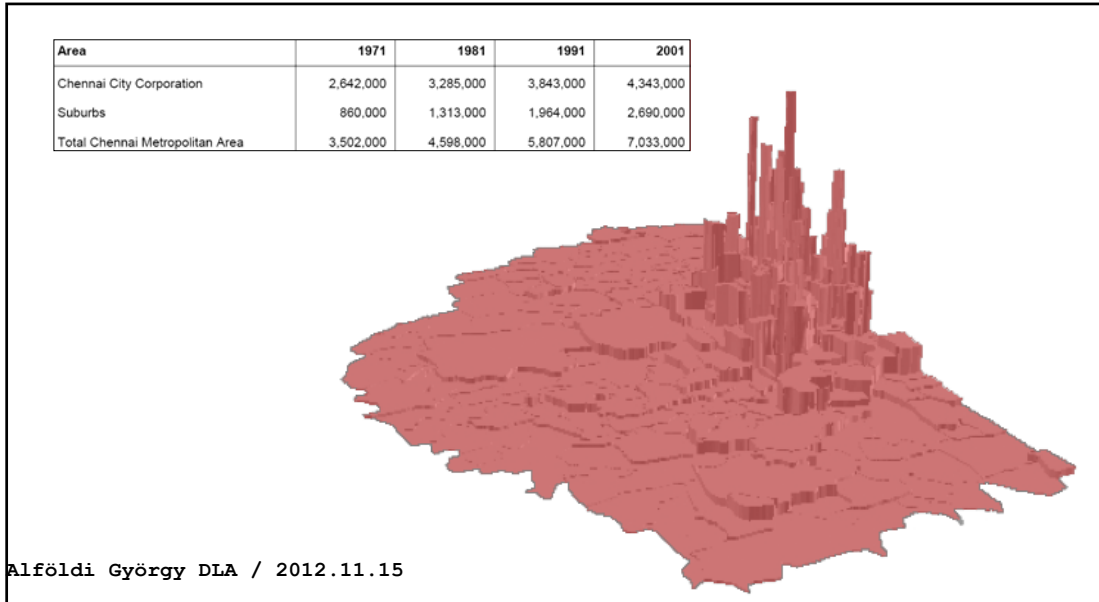 Area 1971 1981 1991 2001
Chennai City Corporation 2,642,000 3,285,000 3,843,000 4,343,000
Suburbs 860,000 1,313,000 1,964,000 2,690,000
Total Chennai Metropolitan Area 3,502,000 4,598,000 5,807,000 7,033,000
Alföldi György DLA / 2012.11.15